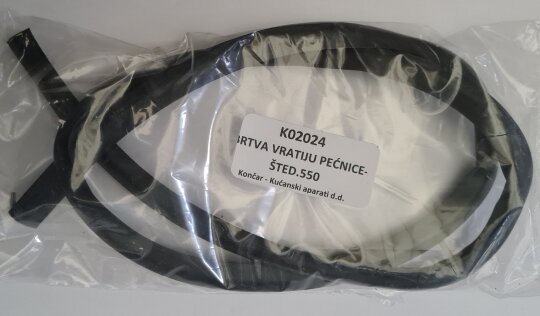 K02024
BRTVA VRATIJU PEĆNICE-
ŠTED.550
Končar - Kućanski aparati d.d.